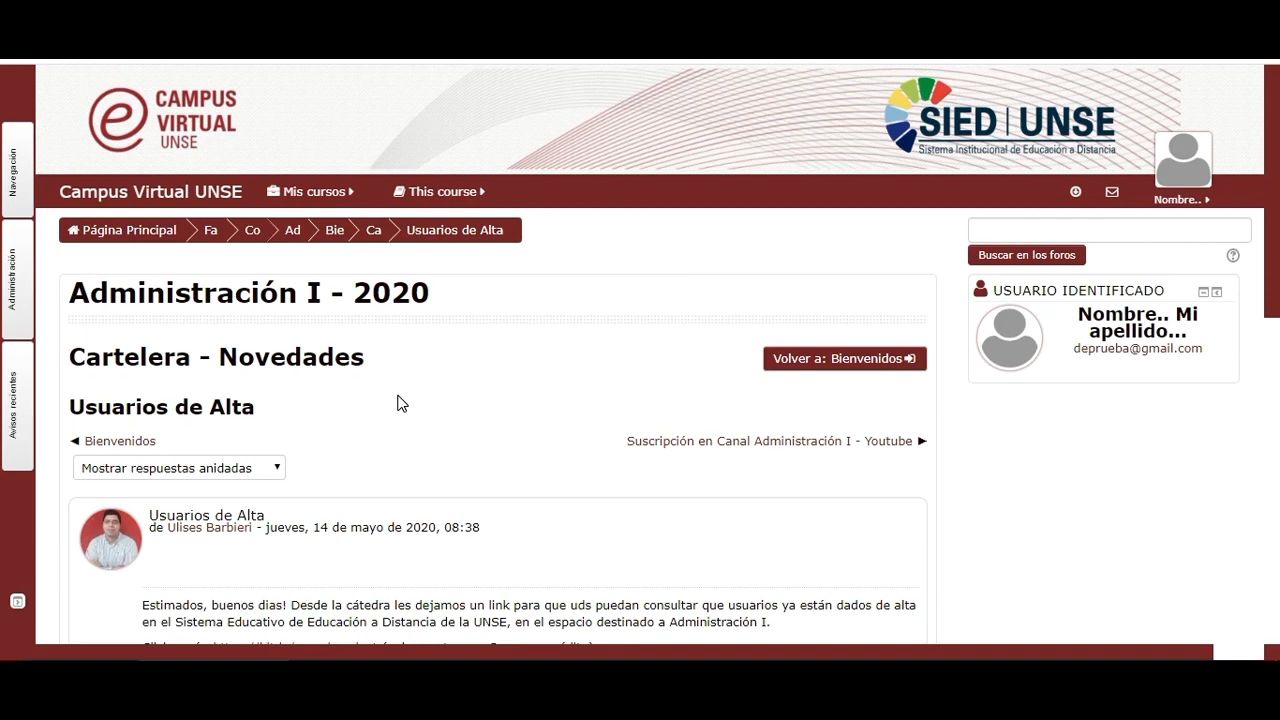 CAMPUS
VIRTUAL
UNSE
SIED | UNSE
Sistema Institucional de Educación a Distancia
Campus Virtual UNSE
Mis cursos
This course
Nombre..
Navegación
Administración
Avisos recientes
Página Principal
Fa
Co
Ad
Bie
Ca
Usuarios de Alta
Buscar en los foros
USUARIO IDENTIFICADO
Nombre.. Mi
apellido...
deprueba@gmail.com
Administración I - 2020
Cartelera - Novedades
Volver a: Bienvenidos
Usuarios de Alta
◄ Bienvenidos
Suscripción en Canal Administración I - Youtube ►
Mostrar respuestas anidadas
Usuarios de Alta
de Ulises Barbieri - jueves, 14 de mayo de 2020, 08:38
Estimados, buenos dias! Desde la cátedra les dejamos un link para que uds puedan consultar que usuarios ya están dados de alta
en el Sistema Educativo de Educación a Distancia de la UNSE, en el espacio destinado a Administración I.